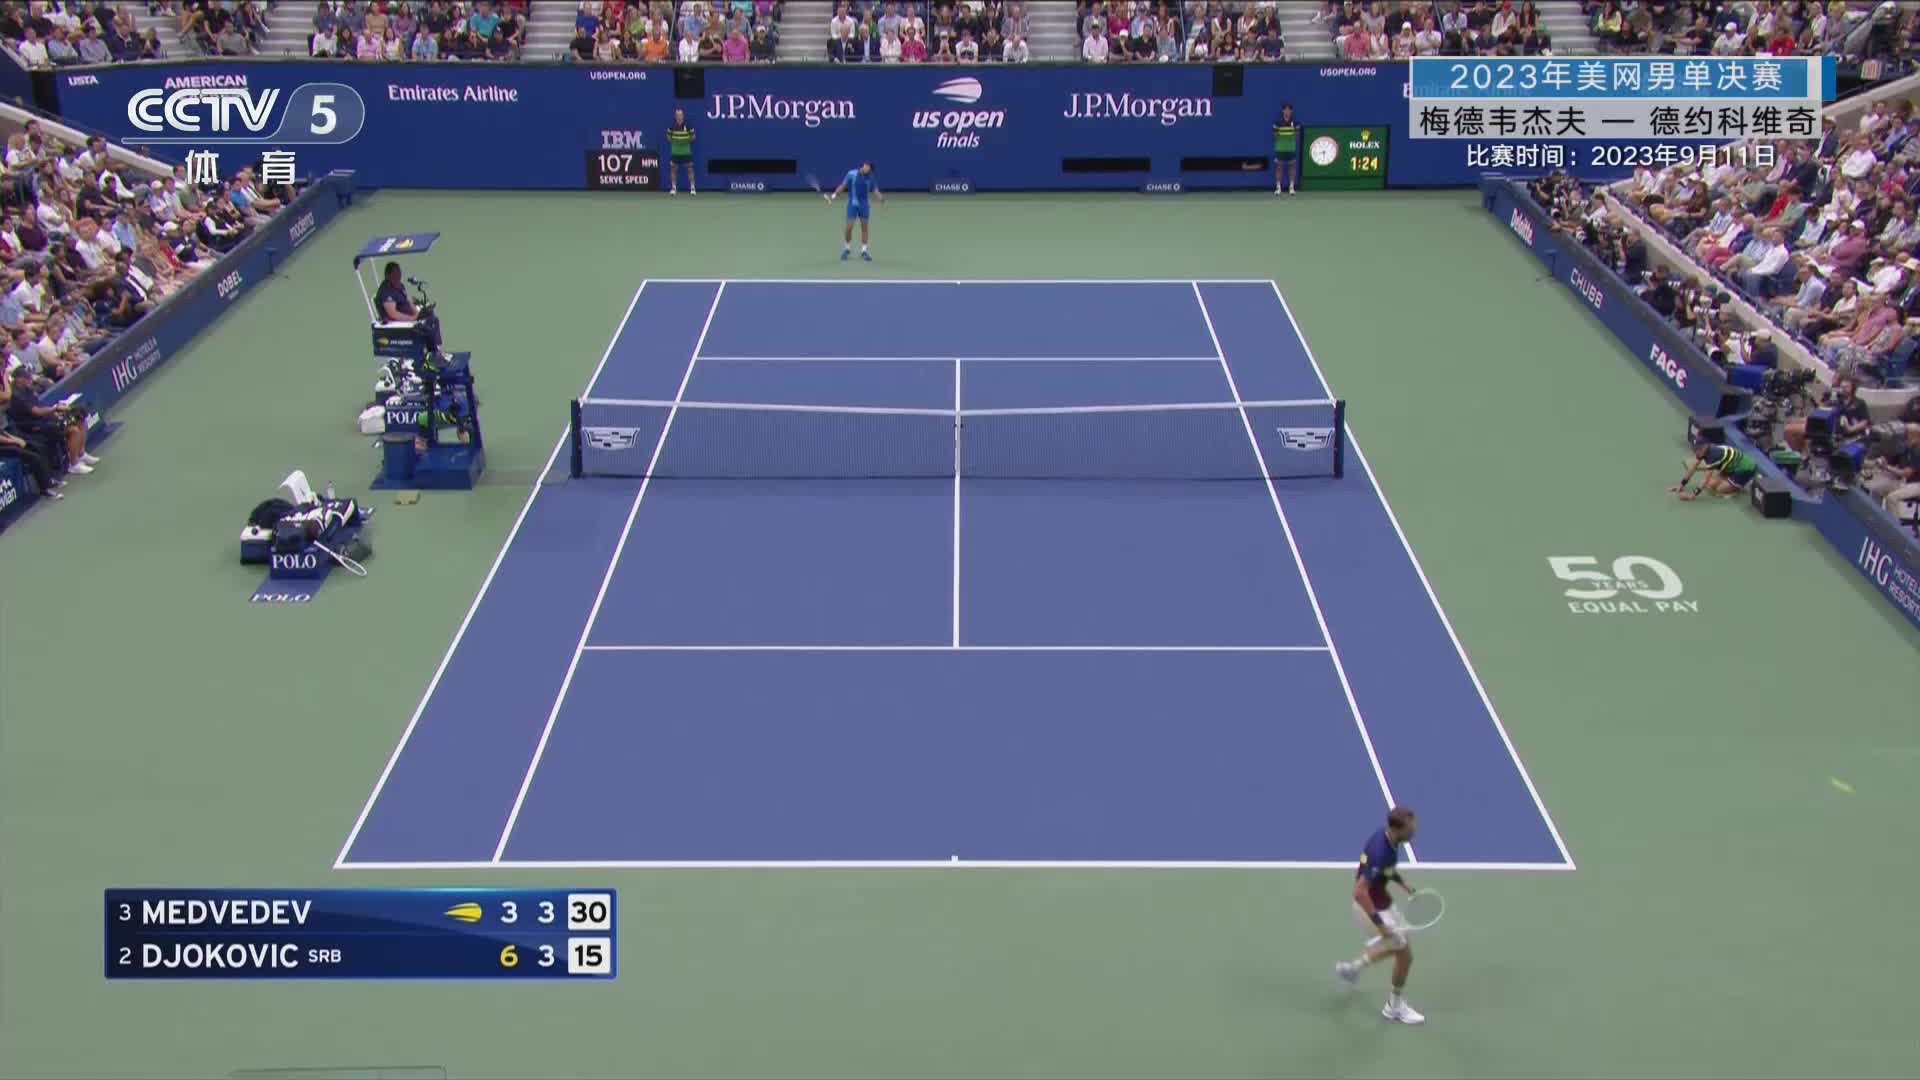 USTA
AMERICAN
Emirates Airline
USOPEN.ORG
J.P.Morgan
us open
finals
J.P.Morgan
USOPEN.ORG
CCTV 5
体 育
2023年美网男单决赛
梅德韦杰夫 — 德约科维奇
比赛时间：2023年9月11日
IBM
107 MPH
SERVE SPEED
ROLEX
1:24
CHASE
CHASE
CHASE
moderna
DOBEL
IHG HOTELS & RESORTS
Deloitte
CHUBB
FAGE
IHG HOTELS
RESORTS
POLO
POLO
POLO
50
YEARS
EQUAL PAY
3 MEDVEDEV 3 3 30
2 DJOKOVIC SRB 6 3 15